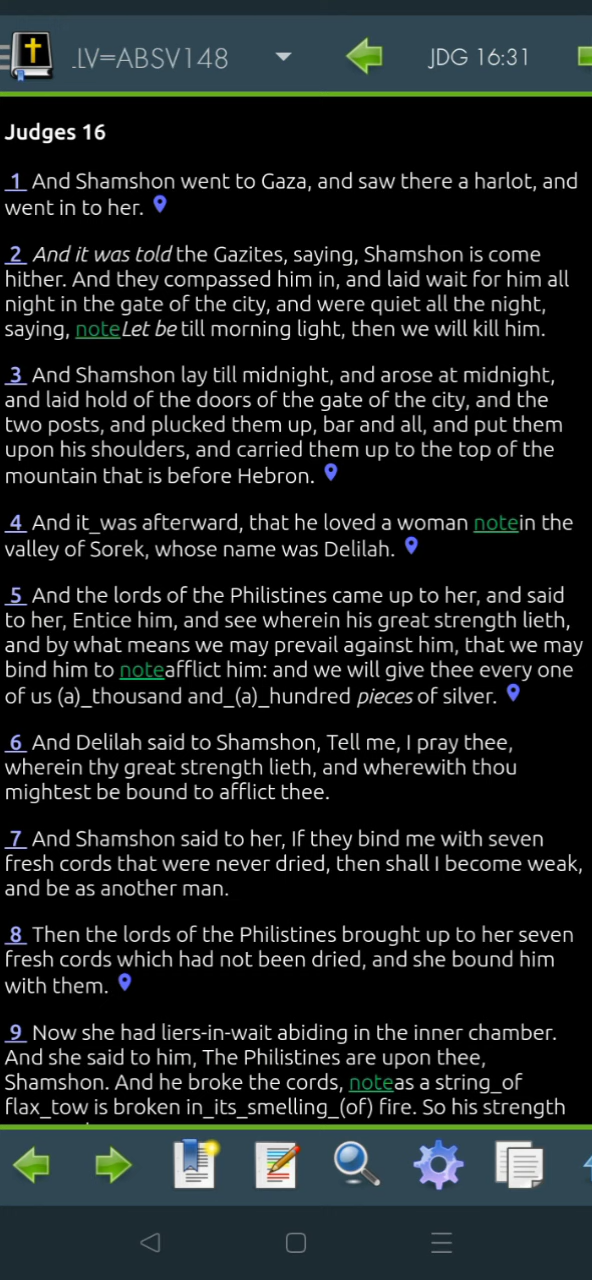 .LV=ABSV148
JDG 16:31
Judges 16
1 And Shamshon went to Gaza, and saw there a harlot, and
went in to her.
2 And it was told the Gazites, saying, Shamshon is come
hither. And they compassed him in, and laid wait for him all
night in the gate of the city, and were quiet all the night,
saying, noteLet be till morning light, then we will kill him.
3 And Shamshon lay till midnight, and arose at midnight,
and laid hold of the doors of the gate of the city, and the
two posts, and plucked them up, bar and all, and put them
upon his shoulders, and carried them up to the top of the
mountain that is before Hebron.
4 And it_was afterward, that he loved a woman notein the
valley of Sorek, whose name was Delilah.
5 And the lords of the Philistines came up to her, and said
to her, Entice him, and see wherein his great strength lieth,
and by what means we may prevail against him, that we may
bind him to noteafflict him: and we will give thee every one
of us (a)_thousand and_(a)_hundred pieces of silver.
6 And Delilah said to Shamshon, Tell me, I pray thee,
wherein thy great strength lieth, and wherewith thou
mightest be bound to afflict thee.
7 And Shamshon said to her, If they bind me with seven
fresh cords that were never dried, then shall I become weak,
and be as another man.
8 Then the lords of the Philistines brought up to her seven
fresh cords which had not been dried, and she bound him
with them.
9 Now she had liers-in-wait abiding in the inner chamber.
And she said to him, The Philistines are upon thee,
Shamshon. And he broke the cords, noteas a string_of
flax_tow is broken in_its_smelling_(of) fire. So his strength